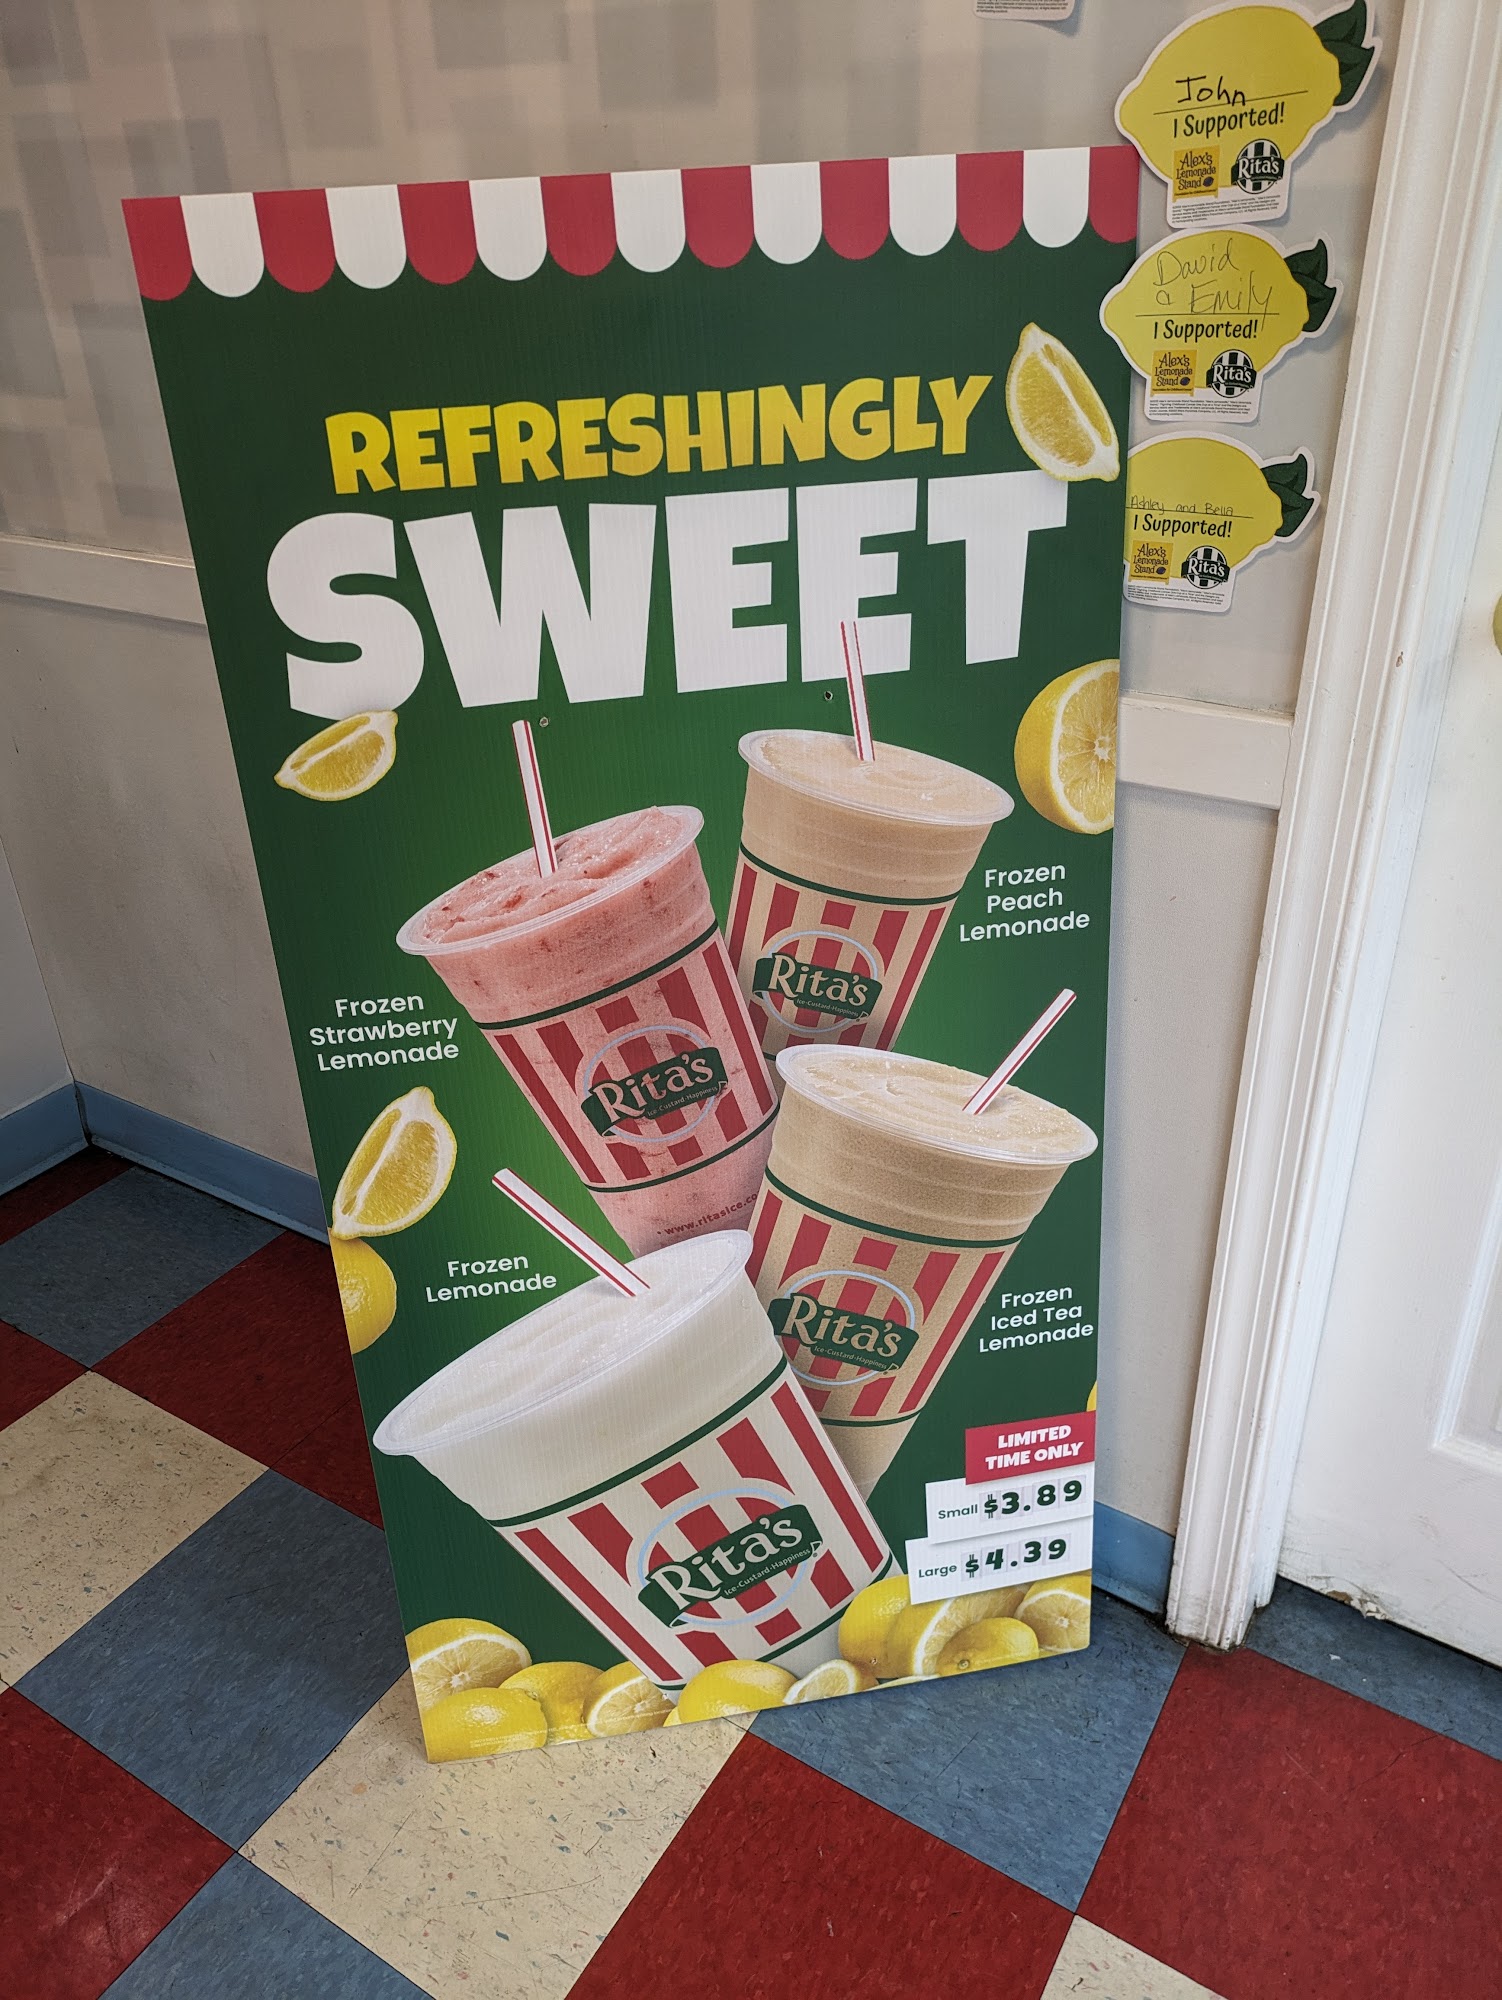 REFRESHINGLY
SWEET
Frozen
Peach
Lemonade
Frozen
Strawberry
Lemonade
Frozen
Lemonade
Frozen
Iced Tea
Lemonade
Rita's
Ice-Custard-Happiness
Rita's
Ice-Custard-Happiness
www.ritasice.co
Rita's
Ice-Custard-Happiness
Rita's
Ice-Custard-Happiness
LIMITED
TIME ONLY
Small $3.89
Large $4.39
John
I Supported!
Alex's
Lemonade
Stand
Rita's
David
& Emily
I Supported!
Alex's
Lemonade
Stand
Rita's
Ashley and Bella
I Supported!
Alex's
Lemonade
Stand
Rita's